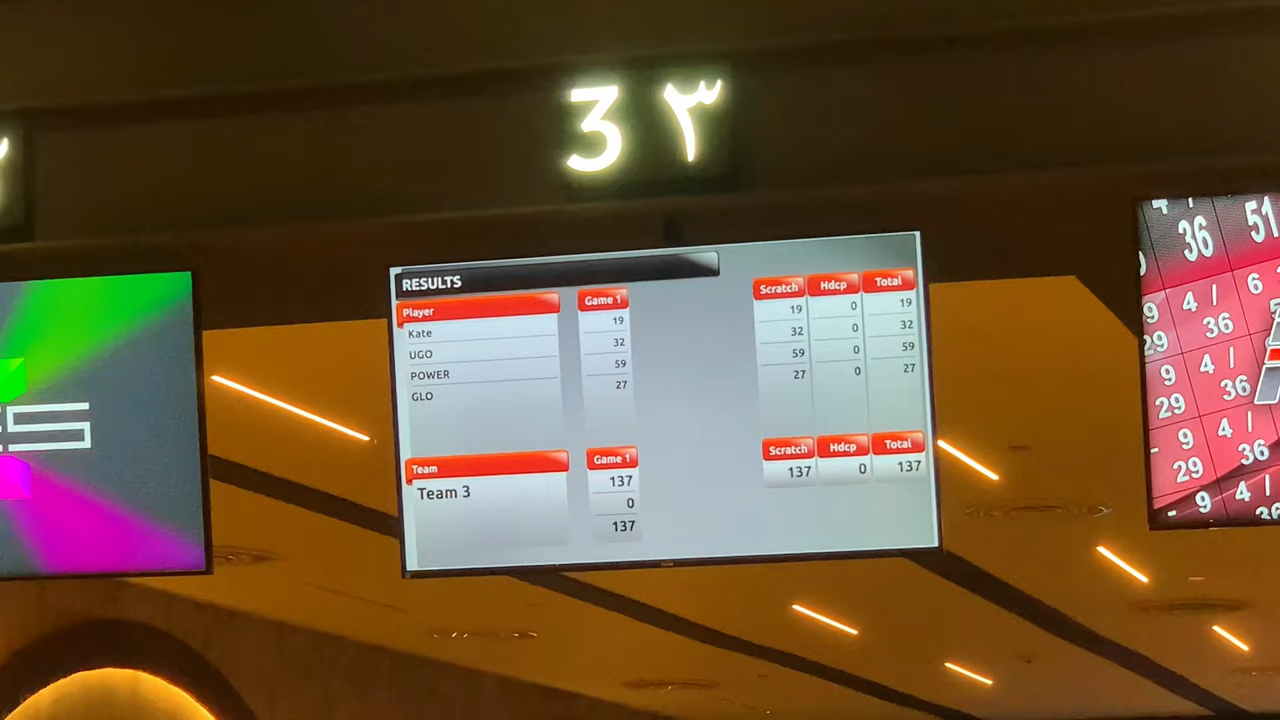 3 ٣
RESULTS
Player Game 1 Scratch Hdcp Total
Kate 19 19 0 19
UGO 32 32 0 32
POWER 59 59 0 59
GLO 27 27 0 27
Team Game 1 Scratch Hdcp Total
Team 3 137 137 0 137
0
137
ES
36 51
9 4 / 6
29 36
9 4 /
29 36
9 4 /
29 36
- 9 4 /